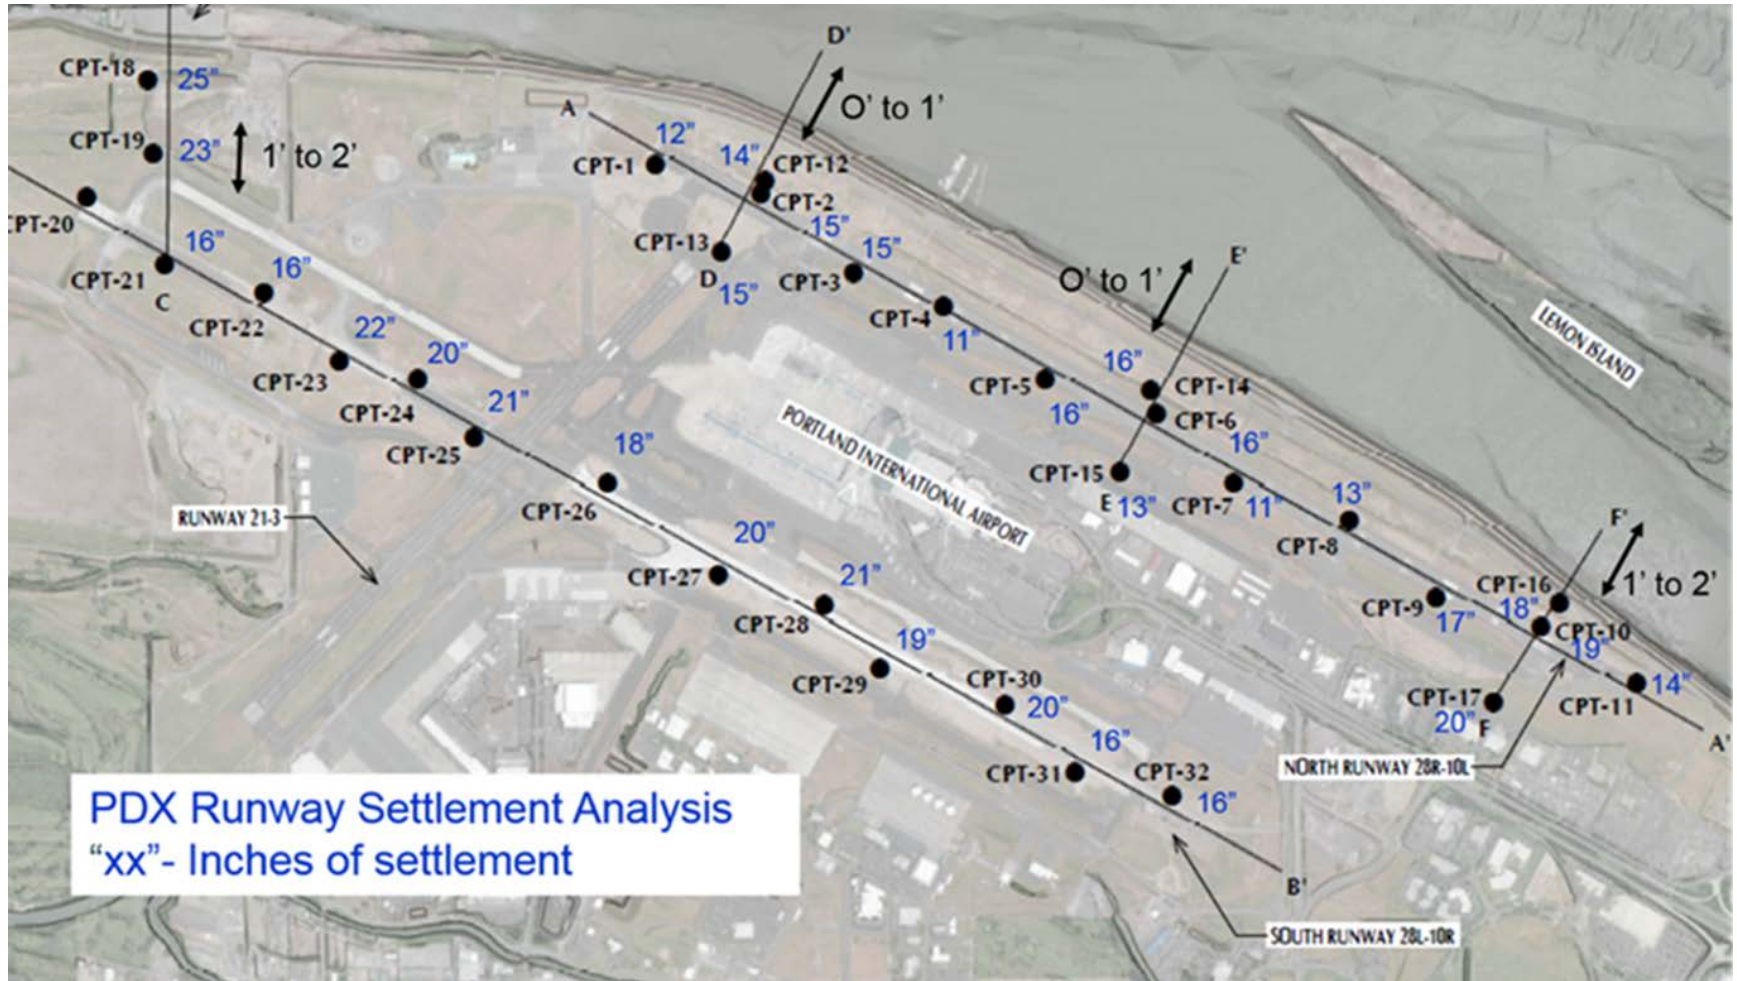 D'
CPT-18
25”
O' to 1'
A
CPT-19
23”
1’ to 2’
12”
14”
CPT-12
CPT-1
CPT-2
CPT-20
16”
15”
15”
CPT-13
D
15”
CPT-3
CPT-21
C
16”
CPT-22
O’ to 1’
E'
22”
CPT-4
11”
LEMON ISLAND
20”
CPT-23
CPT-24
21”
16”
CPT-14
CPT-5
16”
CPT-6
PORTLAND INTERNATIONAL AIRPORT
CPT-25
18”
16”
CPT-15
E
13”
CPT-7
11”
13”
RUNWAY 21-3
CPT-26
F'
20”
CPT-8
CPT-27
21”
CPT-16
1’ to 2’
CPT-9
17”
18”
CPT-28
CPT-10
19”
19”
CPT-29
CPT-30
20”
CPT-17
20”
F
CPT-11
14”
A'
16”
CPT-31
CPT-32
16”
NORTH RUNWAY 28R-10L
PDX Runway Settlement Analysis
“xx”- Inches of settlement
B'
SOUTH RUNWAY 28L-10R